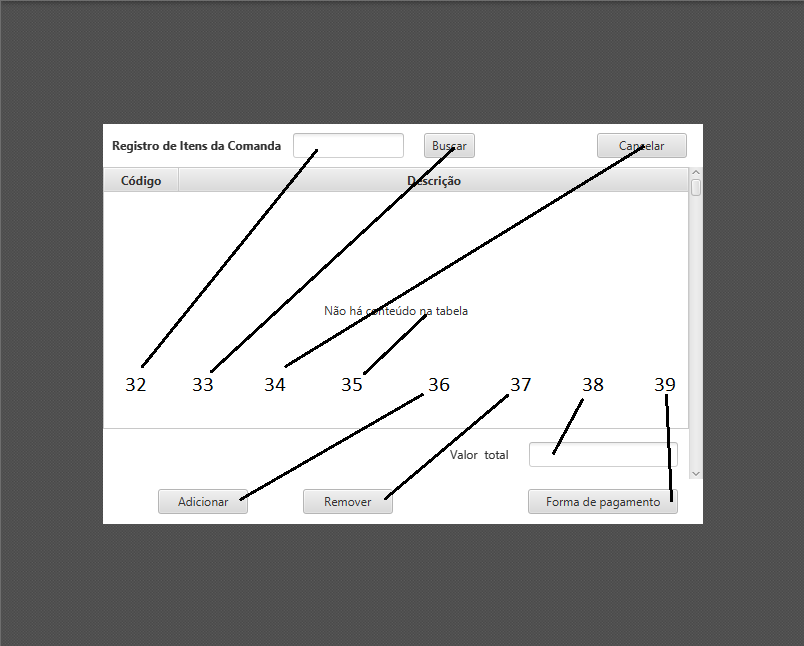 Registro de Itens da Comanda Buscar Cancelar
Código Descrição
Não há conteúdo na tabela
32 33 34 35 36 37 38 39
Valor total
Adicionar Remover Forma de pagamento